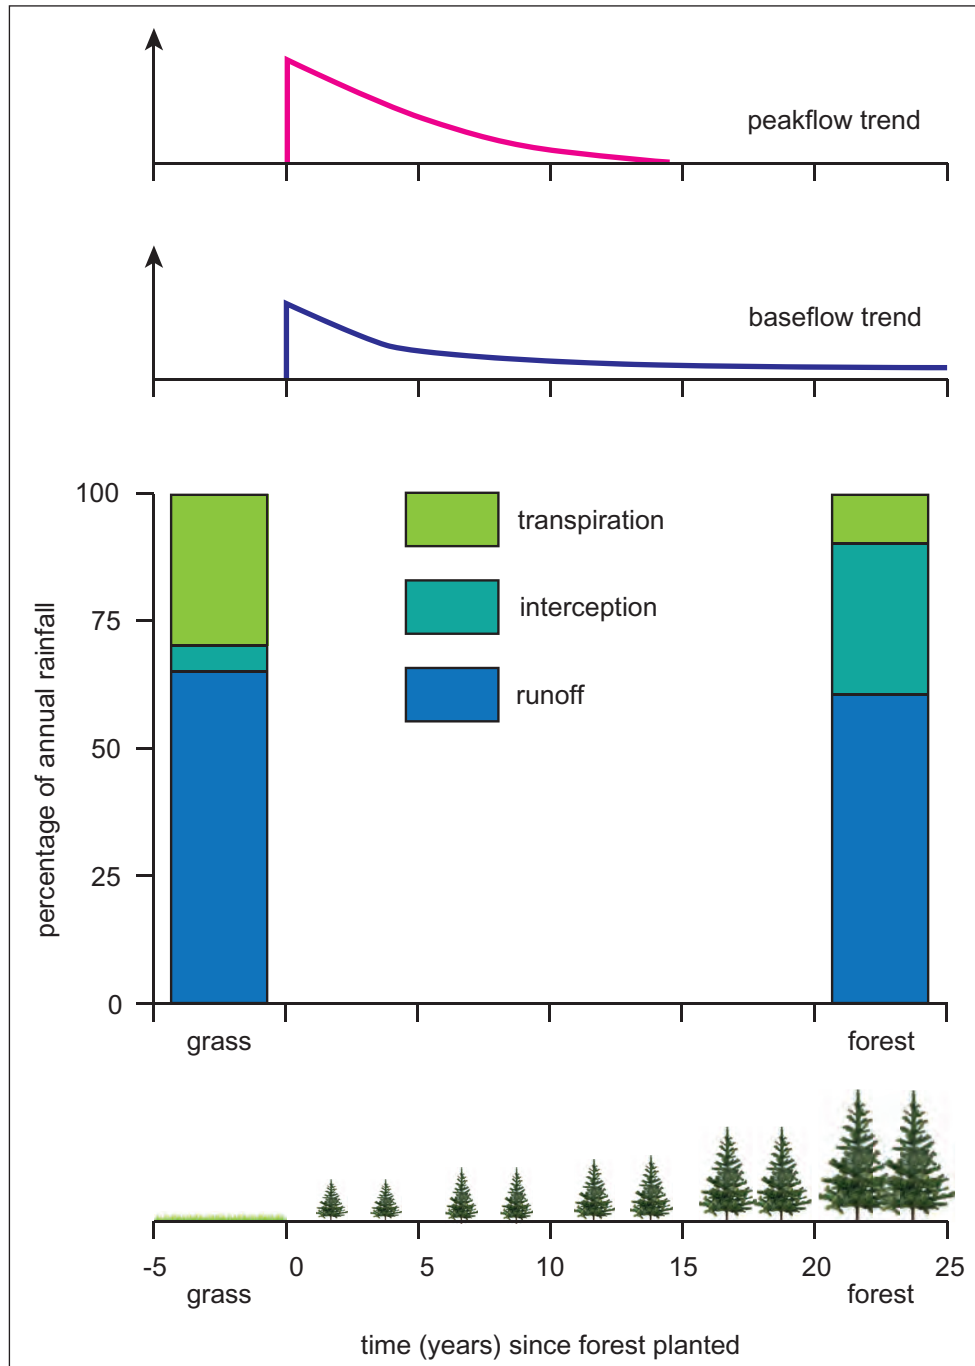 peakflow trend
baseflow trend
percentage of annual rainfall
100
75
50
25
0
transpiration
interception
runoff
grass
forest
-5
0
5
10
15
20
25
grass
forest
time (years) since forest planted